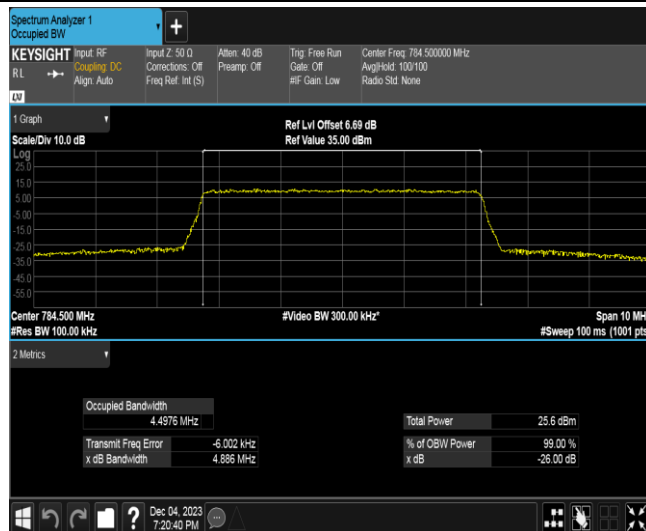 Spectrum Analyzer 1
Occupied BW
+
KEYSIGHT
RL
Input: RF
Coupling: DC
Align: Auto
Input Z: 50 Ω
Corrections: Off
Freq Ref: Int (S)
Atten: 40 dB
Preamp: Off
Trig: Free Run
Gate: Off
#IF Gain: Low
Center Freq: 784.500000 MHz
Avg|Hold: 100/100
Radio Std: None
1 Graph
Scale/Div 10.0 dB
Ref Lvl Offset 6.69 dB
Ref Value 35.00 dBm
Log
25.0
15.0
5.00
-5.00
-15.0
-25.0
-35.0
-45.0
-55.0
Center 784.500 MHz
#Res BW 100.00 kHz
#Video BW 300.00 kHz*
Span 10 MH
#Sweep 100 ms (1001 pts
2 Metrics
Occupied Bandwidth
4.4976 MHz
Transmit Freq Error -6.002 kHz
x dB Bandwidth 4.886 MHz
Total Power 25.6 dBm
% of OBW Power 99.00 %
x dB -26.00 dB
?
Dec 04, 2023
7:20:40 PM